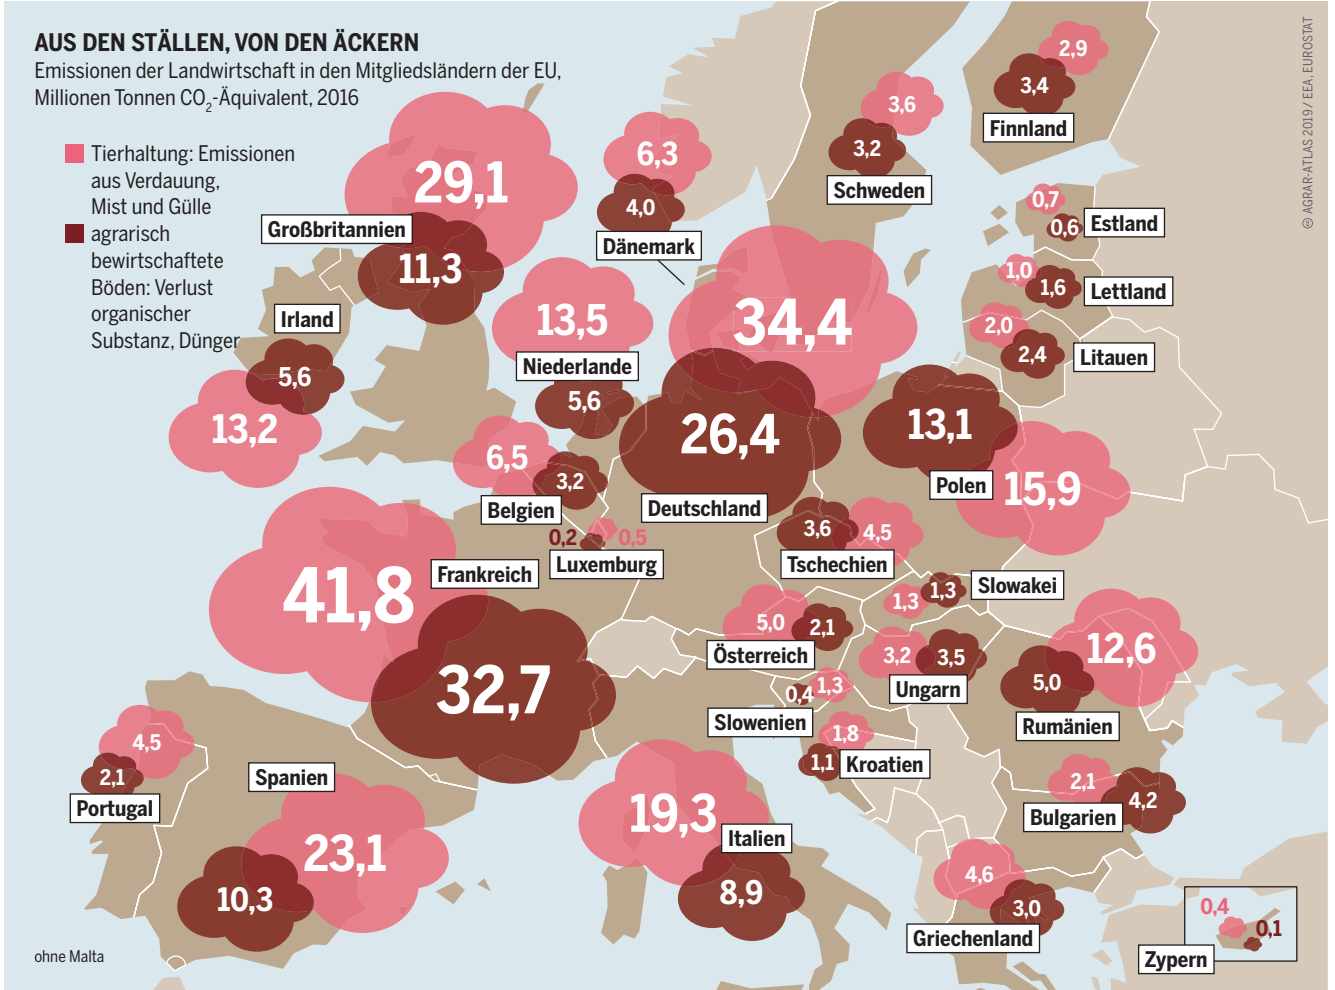 AUS DEN STÄLLEN, VON DEN ÄCKERN
Emissionen der Landwirtschaft in den Mitgliedsländern der EU,
Millionen Tonnen CO₂-Äquivalent, 2016
Tierhaltung: Emissionen
aus Verdauung,
Mist und Gülle
agrarisch
bewirtschaftete
Böden: Verlust
organischer
Substanz, Dünger
© AGRAR-ATLAS 2019 / EEA, EUROSTAT
2,9
3,4
Finnland
3,6
3,2
Schweden
6,3
4,0
Dänemark
29,1
Großbritannien
11,3
0,7
0,6
Estland
1,0
1,6
Lettland
2,0
2,4
Litauen
Irland
5,6
13,2
13,5
Niederlande
5,6
34,4
26,4
Deutschland
13,1
Polen
15,9
6,5
3,2
Belgien
0,2
0,5
Luxemburg
3,6
4,5
Tschechien
41,8
Frankreich
32,7
1,3
1,3
Slowakei
5,0
2,1
Österreich
3,2
3,5
Ungarn
12,6
5,0
Rumänien
0,4
1,3
Slowenien
1,8
1,1
Kroatien
4,5
2,1
Portugal
Spanien
23,1
10,3
19,3
Italien
8,9
2,1
4,2
Bulgarien
4,6
3,0
Griechenland
0,4
0,1
Zypern
ohne Malta